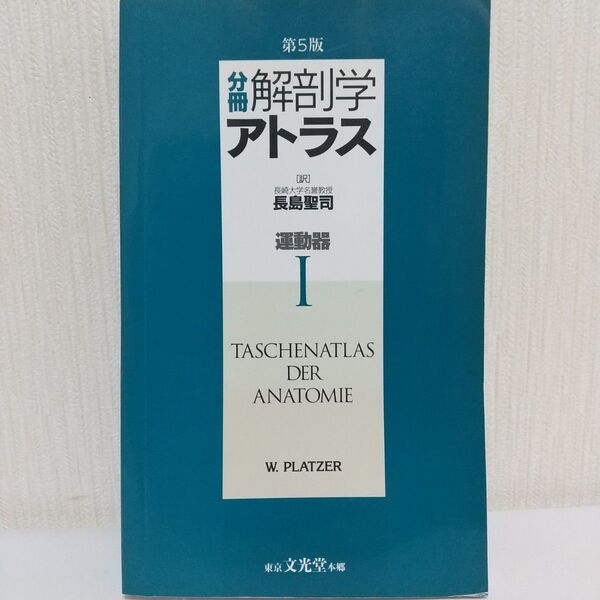 第5版
分冊 解剖学
アトラス
[訳]
長崎大学名誉教授
長島聖司
運動器
I
TASCHENATLAS
DER
ANATOMIE
W. PLATZER
東京 文光堂 本郷